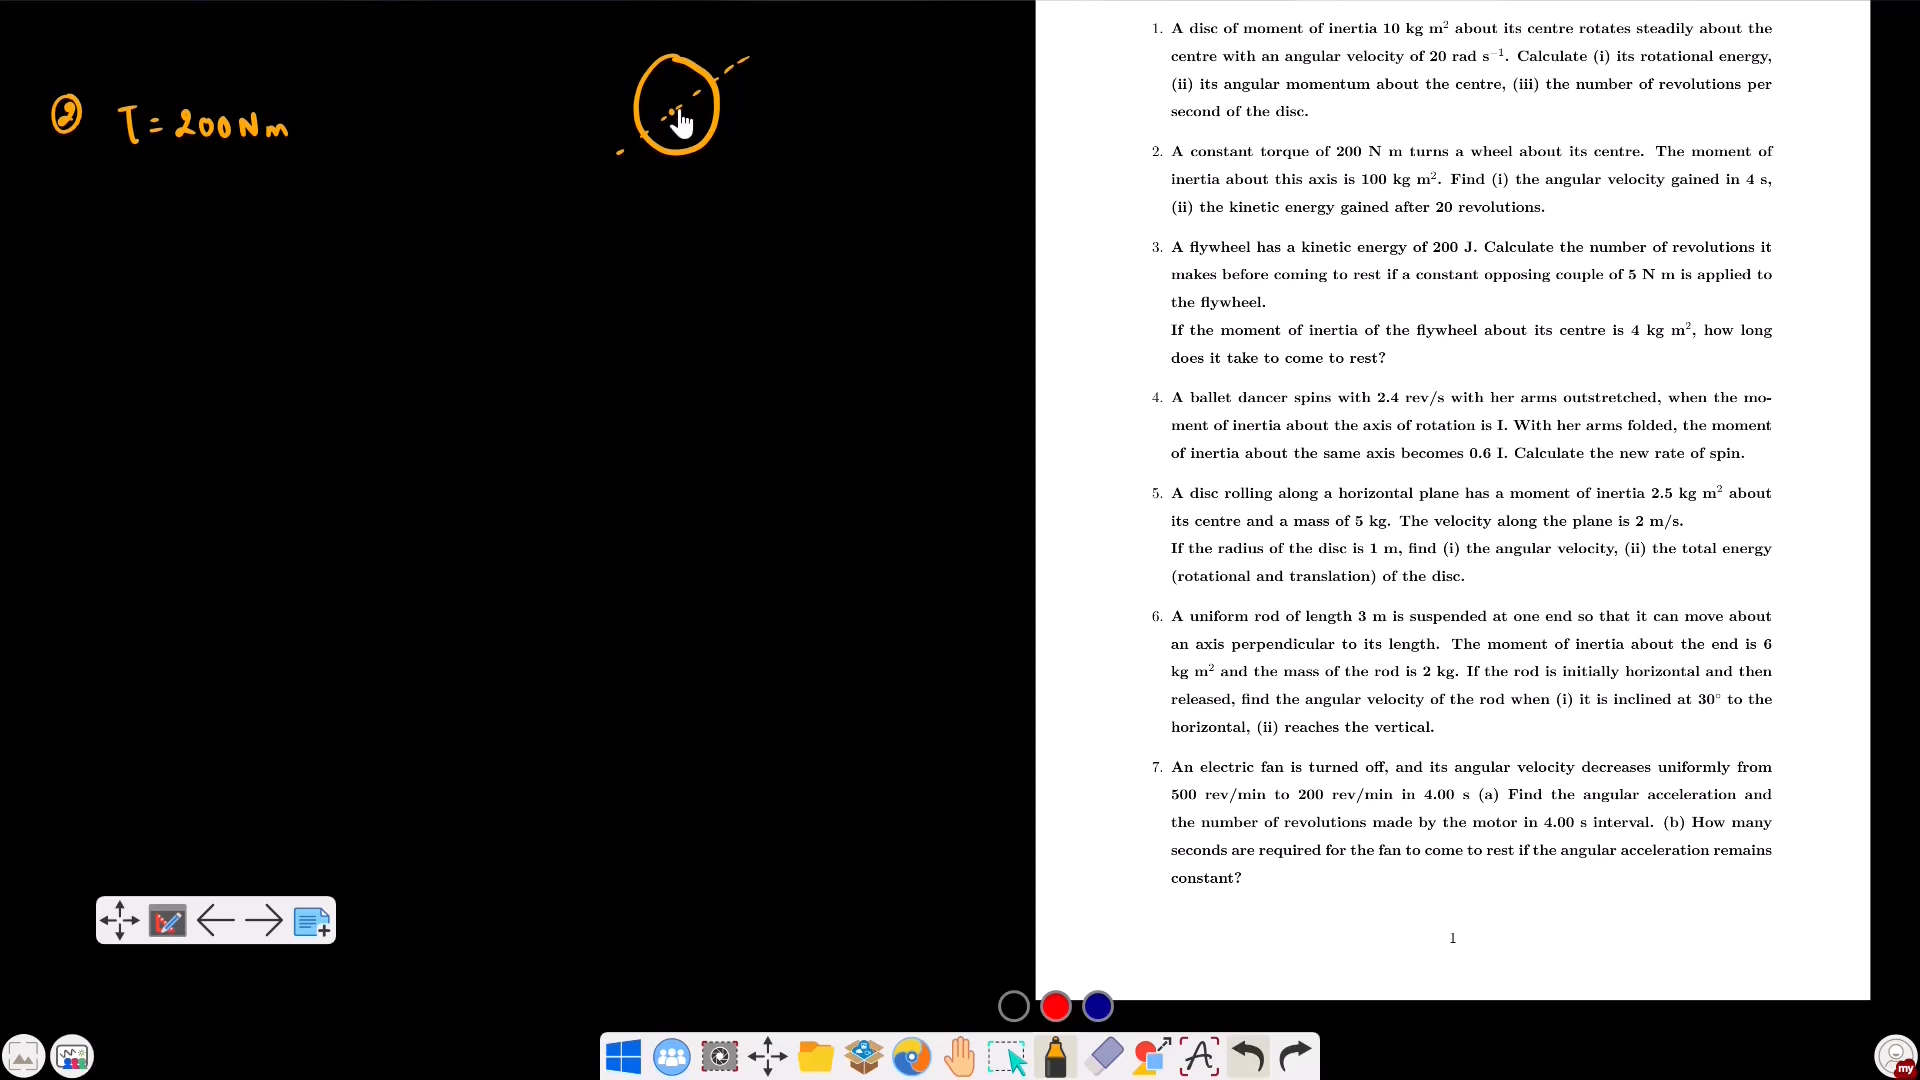 ② τ = 200 N m
1. A disc of moment of inertia 10 kg m² about its centre rotates steadily about the
centre with an angular velocity of 20 rad s⁻¹. Calculate (i) its rotational energy,
(ii) its angular momentum about the centre, (iii) the number of revolutions per
second of the disc.
2. A constant torque of 200 N m turns a wheel about its centre. The moment of
inertia about this axis is 100 kg m². Find (i) the angular velocity gained in 4 s,
(ii) the kinetic energy gained after 20 revolutions.
3. A flywheel has a kinetic energy of 200 J. Calculate the number of revolutions it
makes before coming to rest if a constant opposing couple of 5 N m is applied to
the flywheel.
If the moment of inertia of the flywheel about its centre is 4 kg m², how long
does it take to come to rest?
4. A ballet dancer spins with 2.4 rev/s with her arms outstretched, when the mo-
ment of inertia about the axis of rotation is I. With her arms folded, the moment
of inertia about the same axis becomes 0.6 I. Calculate the new rate of spin.
5. A disc rolling along a horizontal plane has a moment of inertia 2.5 kg m² about
its centre and a mass of 5 kg. The velocity along the plane is 2 m/s.
If the radius of the disc is 1 m, find (i) the angular velocity, (ii) the total energy
(rotational and translation) of the disc.
6. A uniform rod of length 3 m is suspended at one end so that it can move about
an axis perpendicular to its length. The moment of inertia about the end is 6
kg m² and the mass of the rod is 2 kg. If the rod is initially horizontal and then
released, find the angular velocity of the rod when (i) it is inclined at 30° to the
horizontal, (ii) reaches the vertical.
7. An electric fan is turned off, and its angular velocity decreases uniformly from
500 rev/min to 200 rev/min in 4.00 s (a) Find the angular acceleration and
the number of revolutions made by the motor in 4.00 s interval. (b) How many
seconds are required for the fan to come to rest if the angular acceleration remains
constant?
1
my